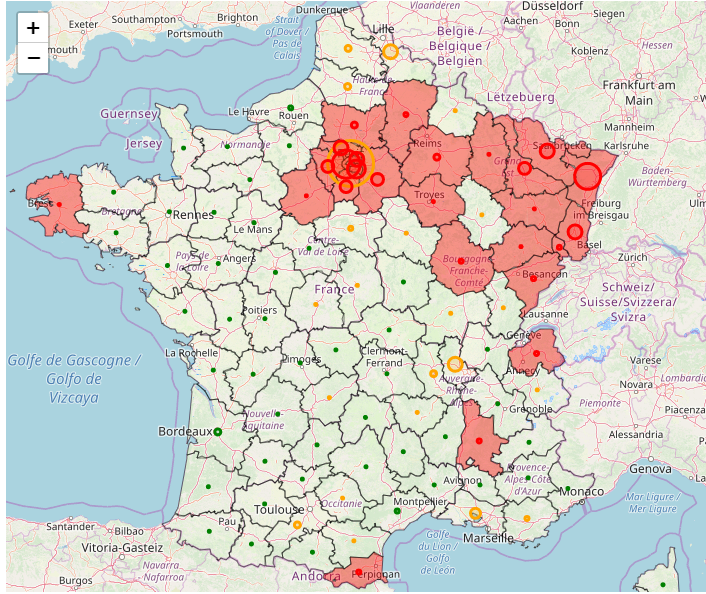 +
−
Exeter
Southampton
Brighton
Portsmouth
mouth
Strait
of Dover /
Pas de
Calais
Dunkerque
Lille
Vlaanderen
België /
Belgique /
Belgien
Düsseldorf
Aachen
Siegen
Bonn
Koblenz
Hessen
Frankfurt am
Main
Lëtzebuerg
Mannheim
Karlsruhe
Saarbrücken
Guernsey
Jersey
Le Havre
Rouen
Normandie
Reims
Grand
Est
Troyes
Baden-
Württemberg
Ulm
Freiburg
im Breisgau
Basel
Zürich
Brest
Bretagne
Rennes
Le Mans
Pays de
la Loire
Angers
Centre-
Val de Loire
France
Bourgogne
Franche-
Comté
Besançon
Lausanne
Schweiz/
Suisse/Svizzera/
Svizra
Genève
Annecy
Golfe de Gascogne /
Golfo de
Vizcaya
Poitiers
La Rochelle
Limoges
Clermont-
Ferrand
Auvergne-
Rhône-
Alpes
Grenoble
Varese
Novara
Lombardia
Piemonte
Piacenza
Alessandria
Genova
Bordeaux
Nouvelle-
Aquitaine
Provence-
Alpes-Côte
d'Azur
Avignon
Monaco
Mar Ligure /
Mer Ligure
Montpellier
Toulouse
Occitanie
Marseille
Golfe
du Lion /
Golfo
de León
Santander
Bilbao
Pau
Vitoria-Gasteiz
Navarra -
Nafarroa
Burgos
Andorra
Perpignan